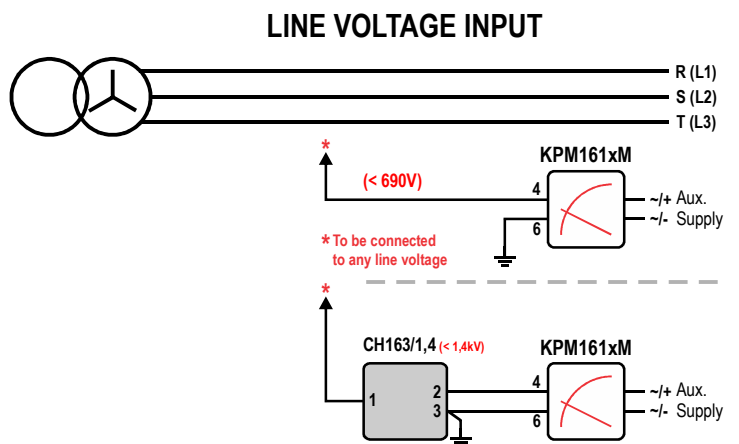 LINE VOLTAGE INPUT
R (L1)
S (L2)
T (L3)
*
KPM161xM
(< 690V)
4
~/+ Aux.
6
~/- Supply
* To be connected
to any line voltage
*
CH163/1,4 (< 1,4kV)
KPM161xM
1
2
4
~/+ Aux.
3
6
~/- Supply